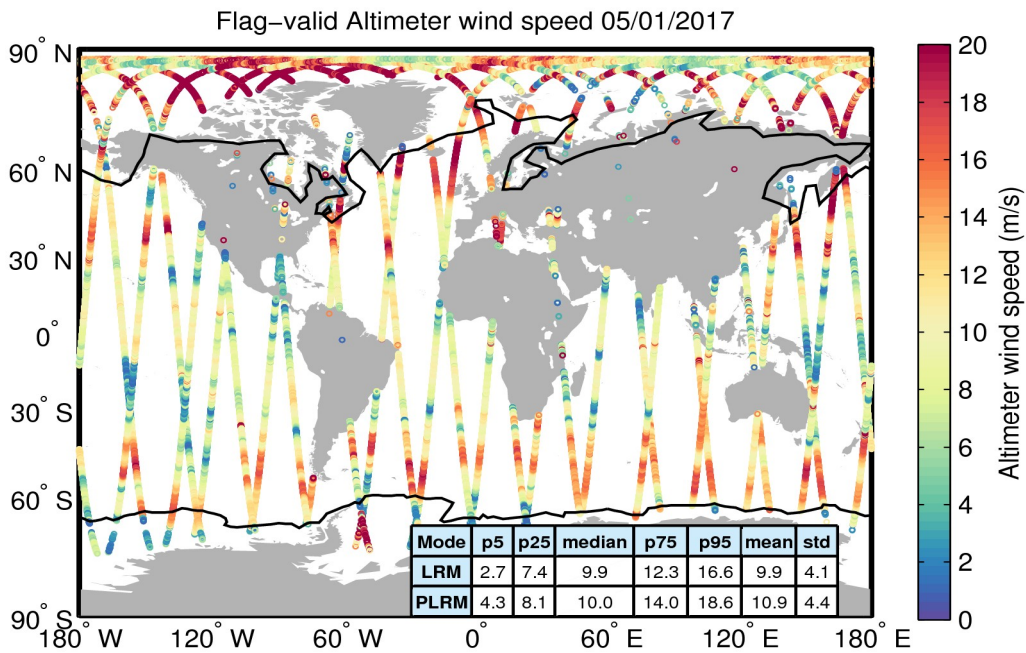 Flag−valid Altimeter wind speed 05/01/2017
90° N
60° N
30° N
0°
30° S
60° S
90° S
180° W
120° W
60° W
0°
60° E
120° E
180° E
Mode p5 p25 median p75 p95 mean std
LRM 2.7 7.4 9.9 12.3 16.6 9.9 4.1
PLRM 4.3 8.1 10.0 14.0 18.6 10.9 4.4
20
18
16
14
12
10
8
6
4
2
0
Altimeter wind speed (m/s)